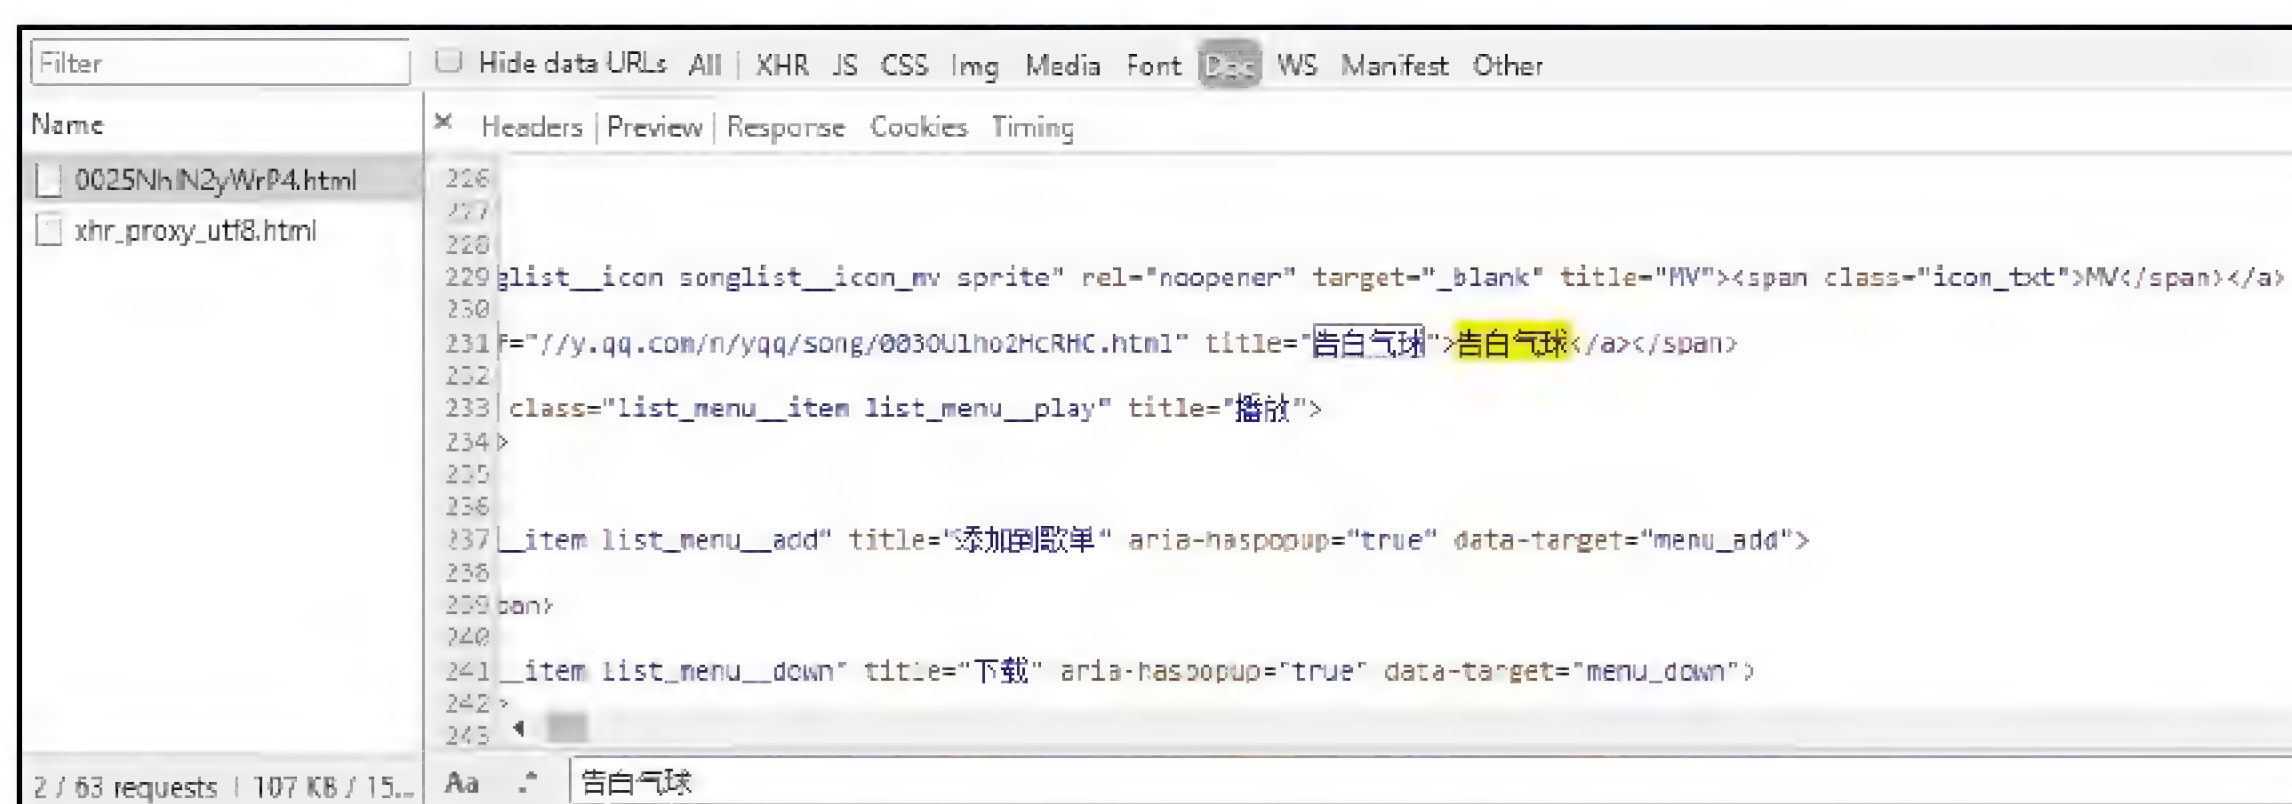 Filter
Hide data URLs All XHR JS CSS Img Media Font Doc WS Manifest Other
Name
× Headers Preview Response Cookies Timing
0025NhlN2yWrP4.html
xhr_proxy_utf8.html
226
227
228
229 glist__icon songlist__icon_mv sprite" rel="noopener" target="_blank" title="MV"><span class="icon_txt">MV</span></a>
230
231 f="//y.qq.com/n/yqq/song/003OUlho2HcRHC.html" title="告白气球">告白气球</a></span>
232
233 class="list_menu__item list_menu__play" title="播放">
234 >
235
236
237 __item list_menu__add" title="添加到歌单" aria-haspopup="true" data-target="menu_add">
238
239 pan>
240
241 __item list_menu__down" title="下载" aria-haspopup="true" data-target="menu_down">
242 >
243
2 / 63 requests | 107 KB / 15...
Aa .* 告白气球